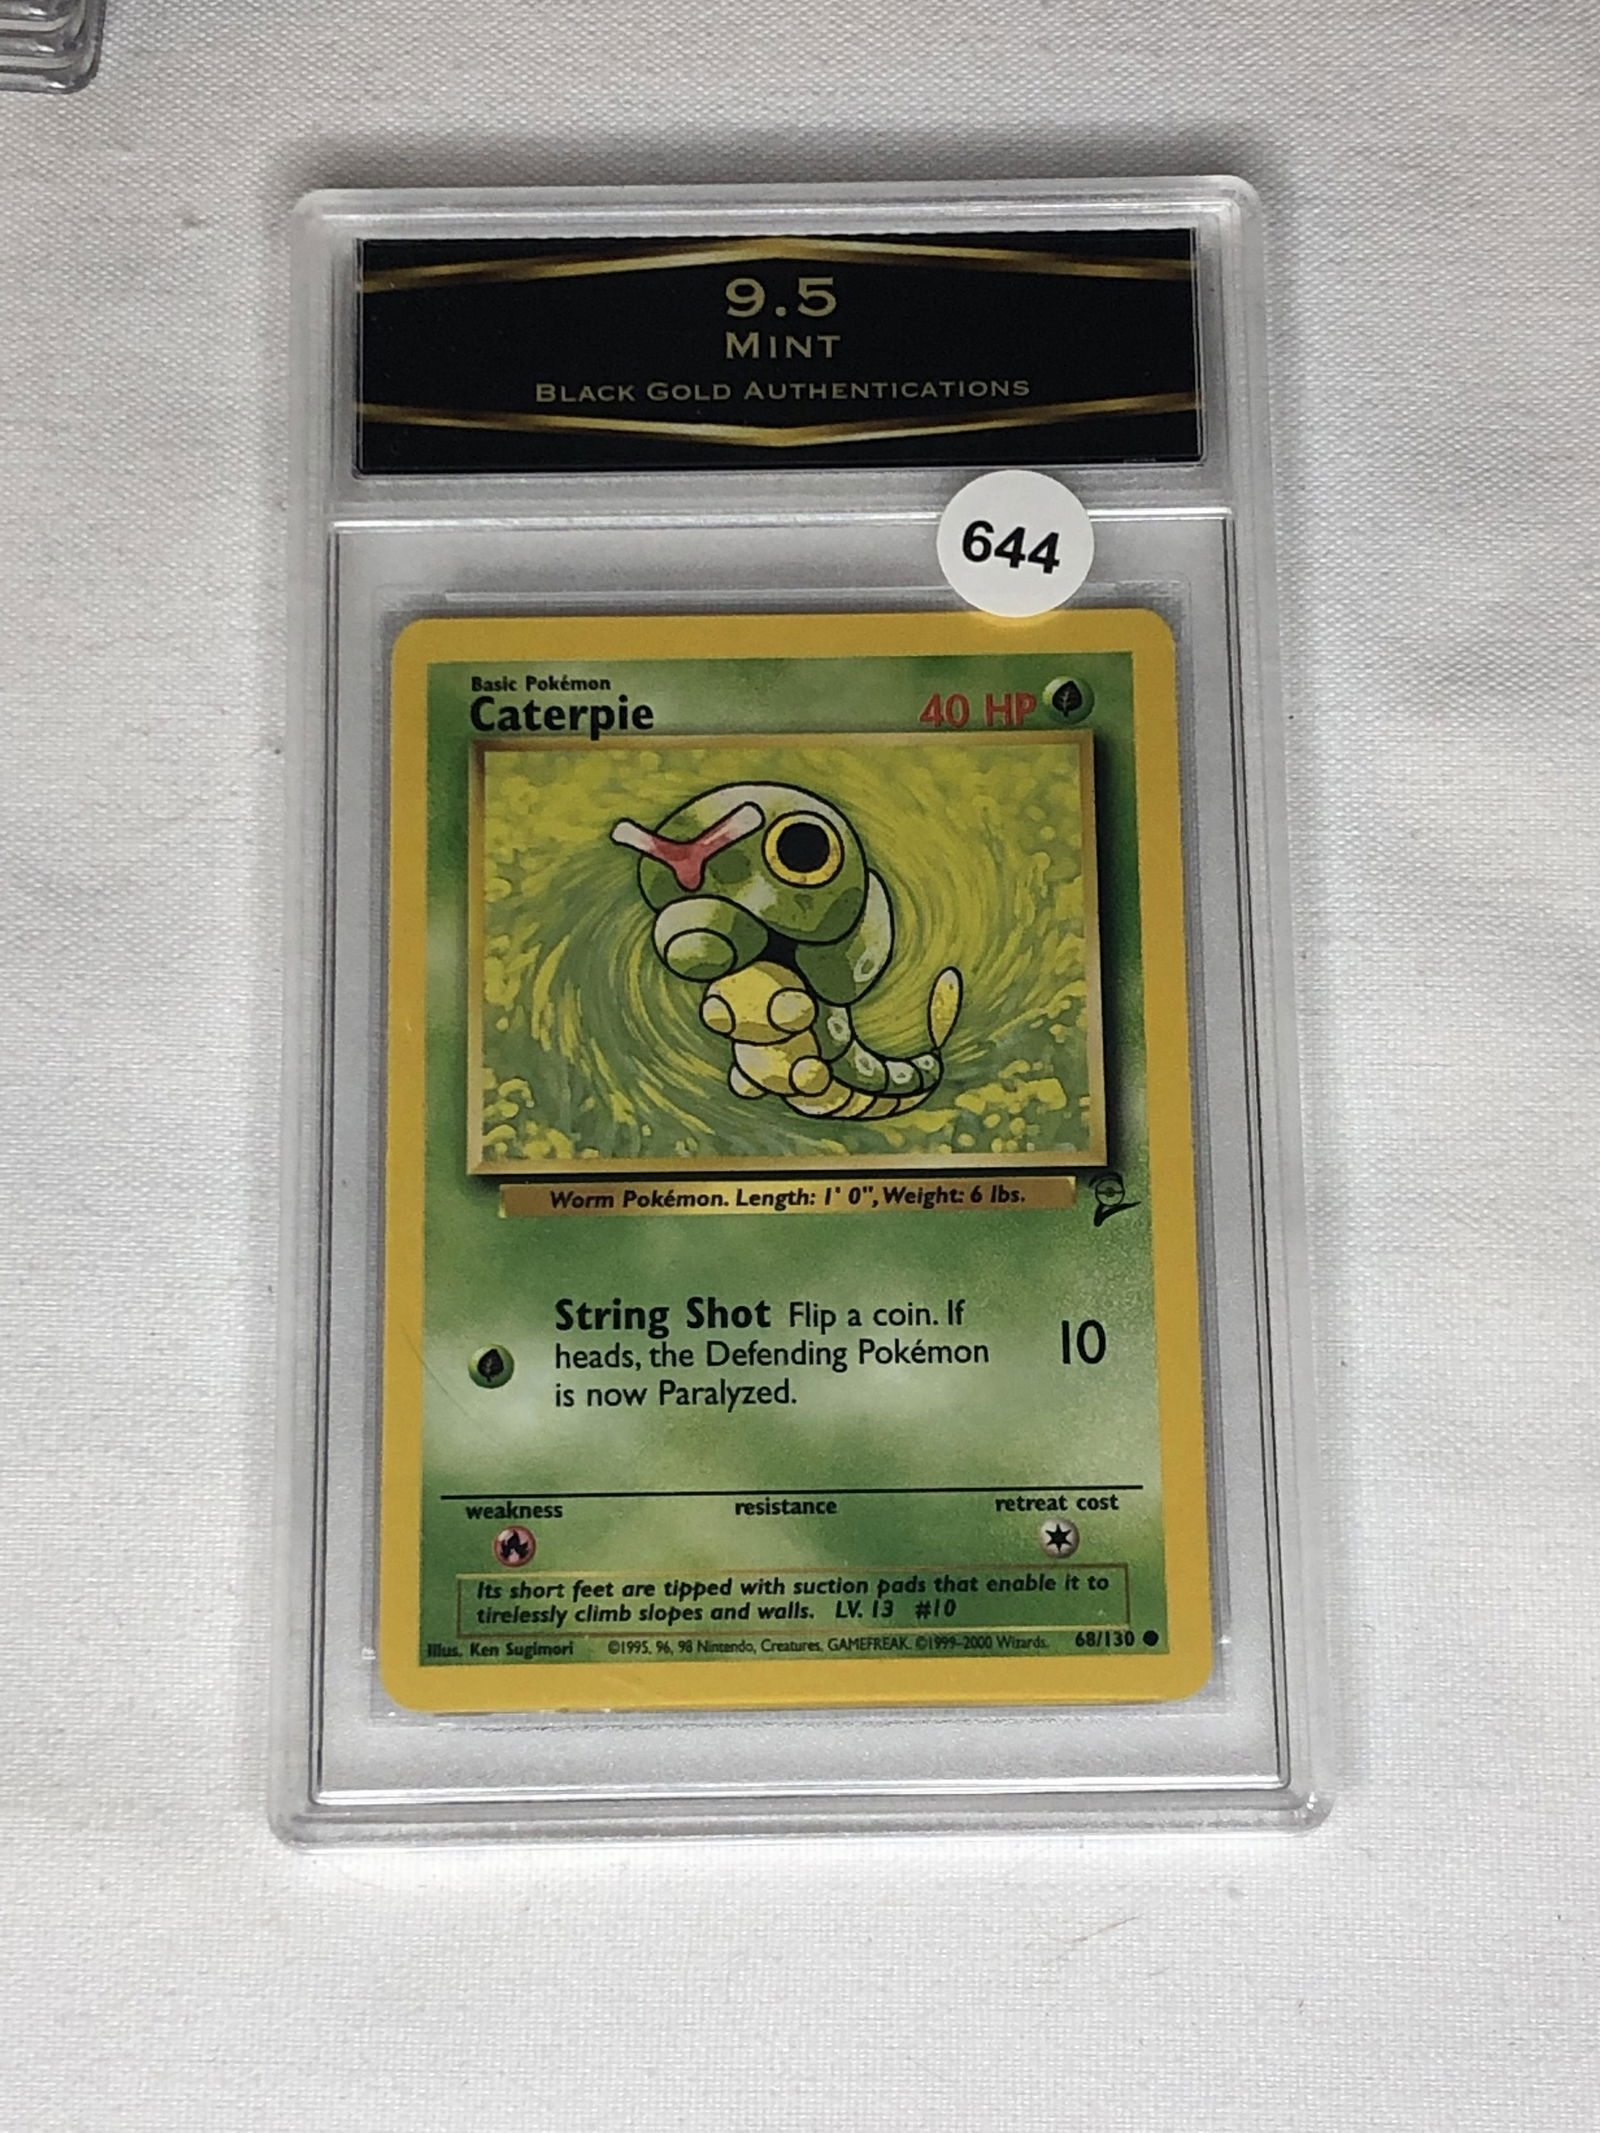 9.5
MINT
BLACK GOLD AUTHENTICATIONS
644
Basic Pokémon
Caterpie 40 HP
Worm Pokémon. Length: 1' 0", Weight: 6 lbs.
String Shot Flip a coin. If
heads, the Defending Pokémon
is now Paralyzed.
10
weakness resistance retreat cost
Its short feet are tipped with suction pads that enable it to
tirelessly climb slopes and walls. LV. 13 #10
Illus. Ken Sugimori ©1995, 96, 98 Nintendo, Creatures, GAMEFREAK. ©1999-2000 Wizards. 68/130